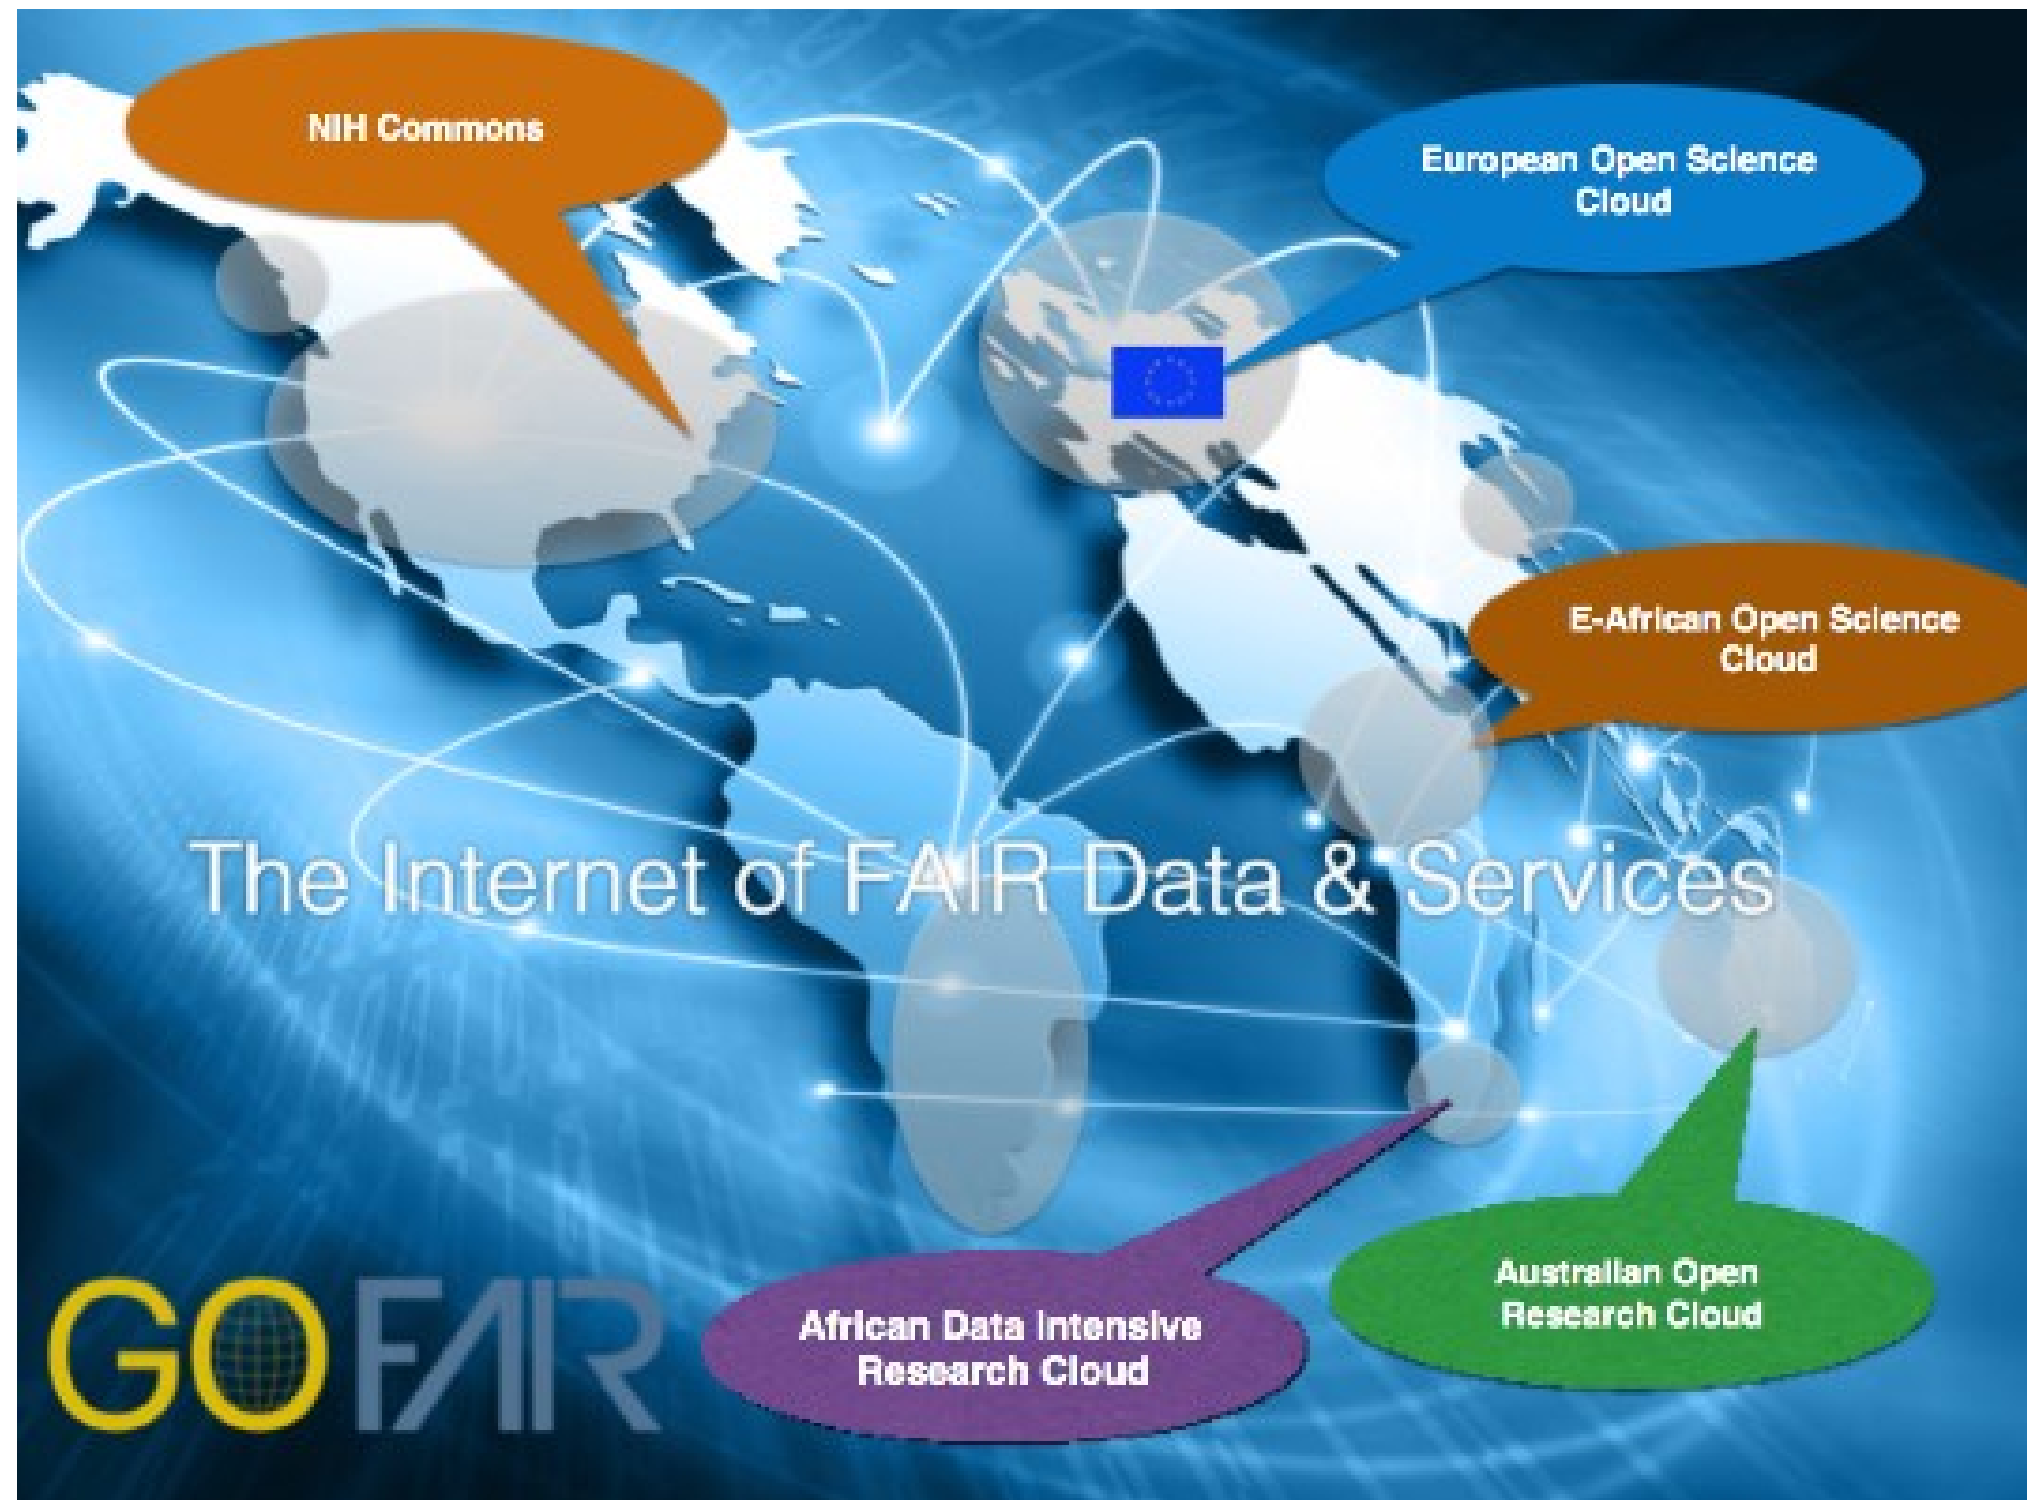 NIH Commons
European Open Science
Cloud
E-African Open Science
Cloud
The Internet of FAIR Data & Services
Australian Open
Research Cloud
African Data Intensive
Research Cloud
GO FAIR